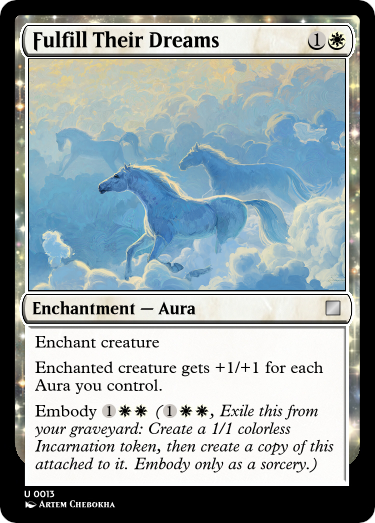 Fulfill Their Dreams 1
Enchantment — Aura
Enchant creature
Enchanted creature gets +1/+1 for each
Aura you control.
Embody 1 (1, Exile this from
your graveyard: Create a 1/1 colorless
Incarnation token, then create a copy of this
attached to it. Embody only as a sorcery.)
U 0013
Artem Chebokha